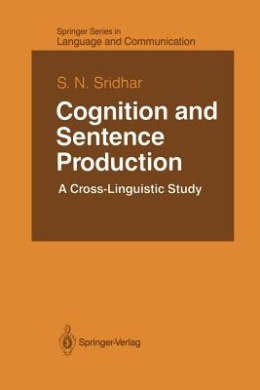 Springer Series in
Language and Communication
S. N. Sridhar
Cognition and
Sentence
Production
A Cross-Linguistic Study
Springer-Verlag